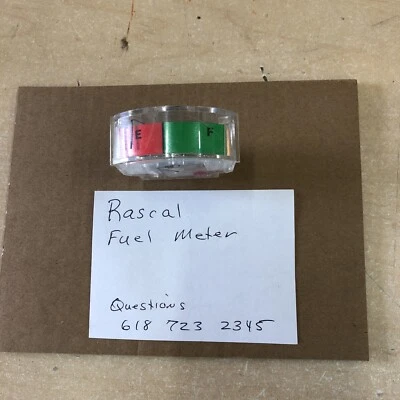 E F
Rascal
Fuel Meter
Questions
618 723 2345